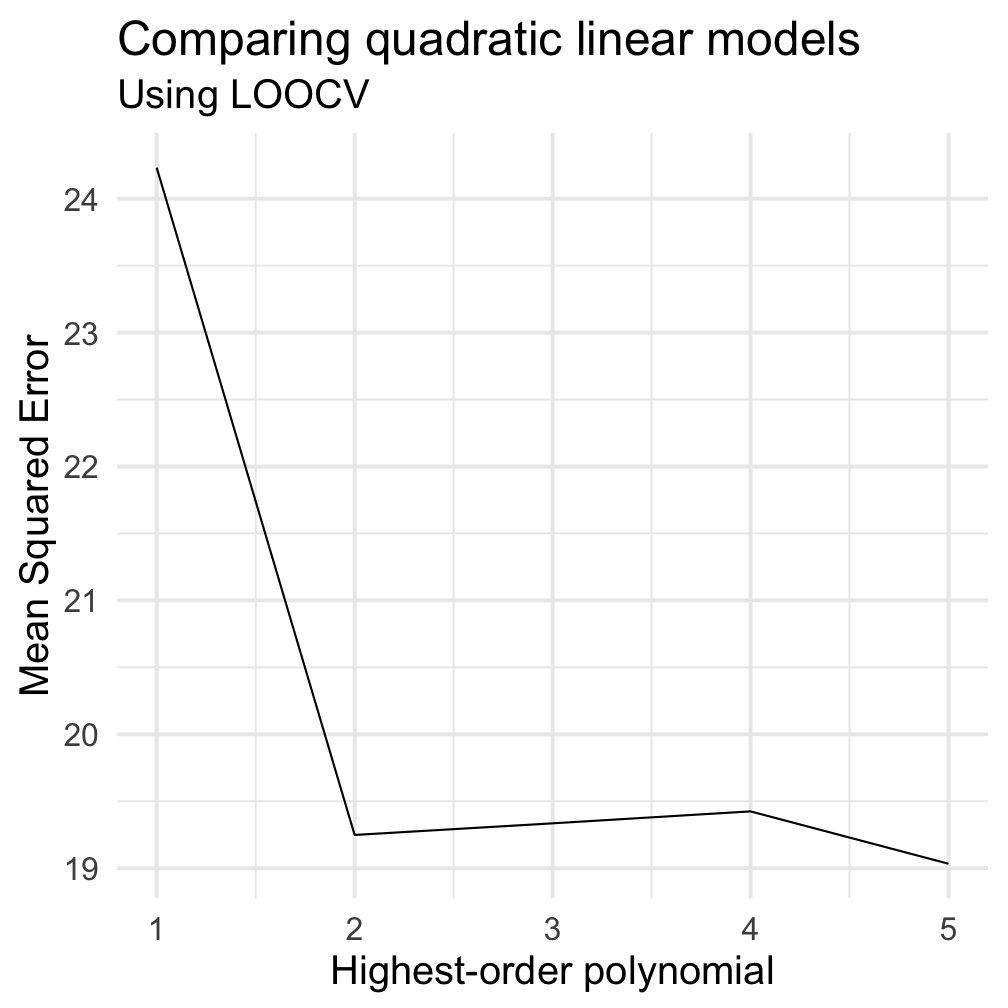 Comparing quadratic linear models
Using LOOCV
Mean Squared Error
24
23
22
21
20
19
1 2 3 4 5
Highest-order polynomial